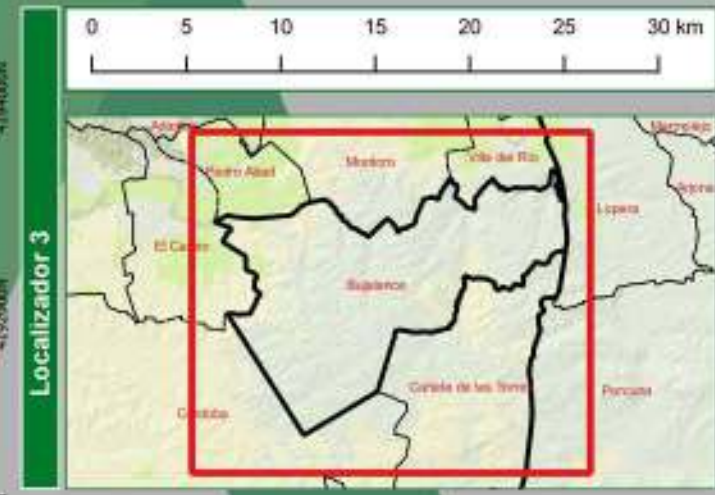 0 5 10 15 20 25 30 km
Localizador 3
Pedro Abad
Montoro
Villa del Río
Lopera
El Carpio
Bujalance
Cañete de las Torres
Porcuna
Córdoba